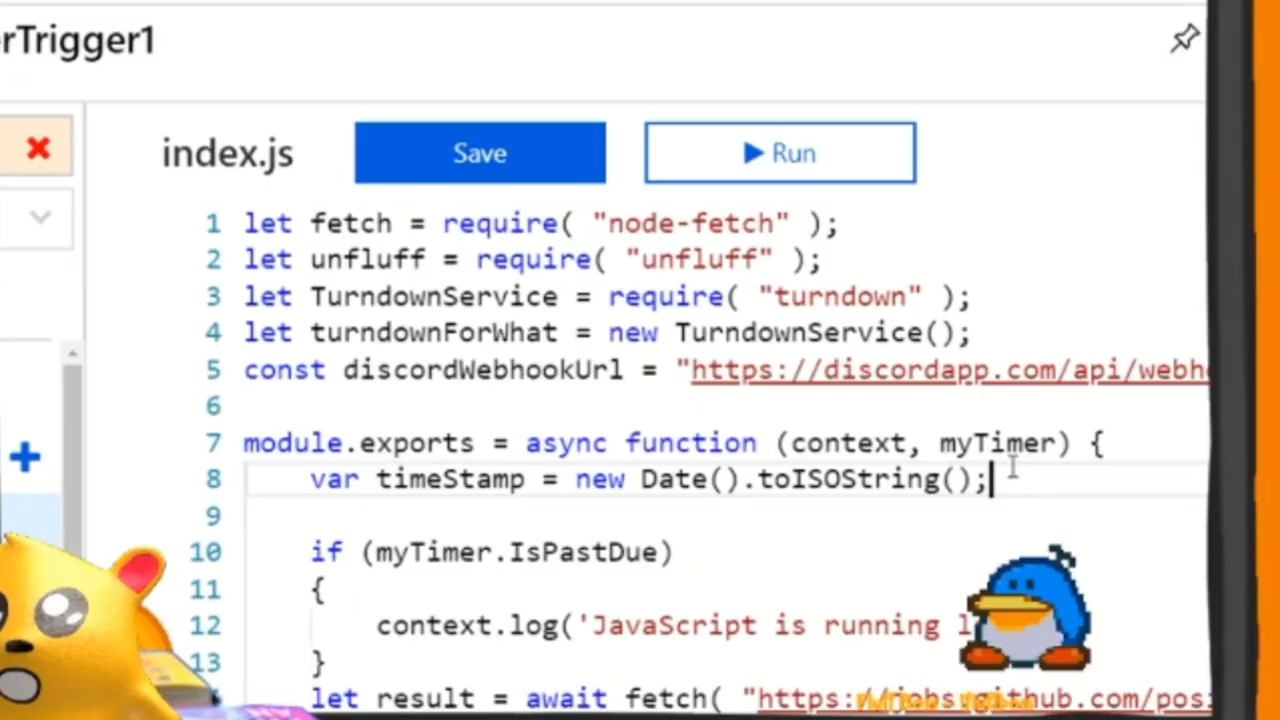 rTrigger1
index.js
Save
Run
1 let fetch = require( "node-fetch" );
2 let unfluff = require( "unfluff" );
3 let TurndownService = require( "turndown" );
4 let turndownForWhat = new TurndownService();
5 const discordWebhookUrl = "https://discordapp.com/api/webh
6
7 module.exports = async function (context, myTimer) {
8 var timeStamp = new Date().toISOString();
9
10 if (myTimer.IsPastDue)
11 {
12 context.log('JavaScript is running l
13 }
let result = await fetch( "https://jobs.github.com/posi